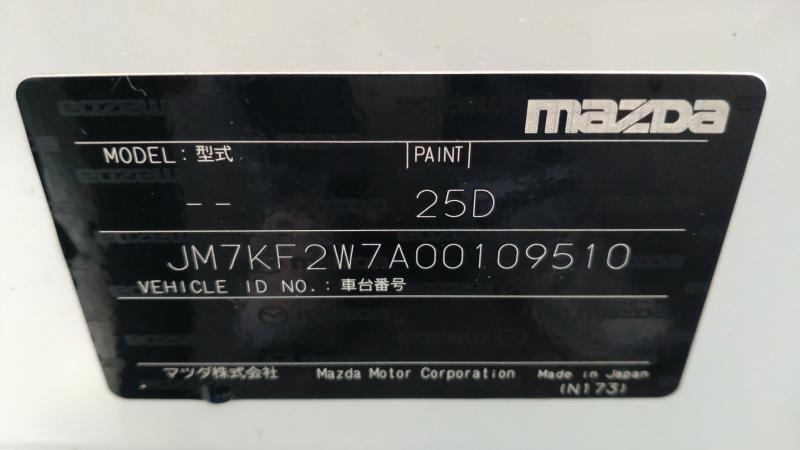 mazda
MODEL: 型式 PAINT
-- 25D
JM7KF2W7A00109510
VEHICLE ID NO.: 車台番号
マツダ株式会社 Mazda Motor Corporation Made in Japan
(N173)